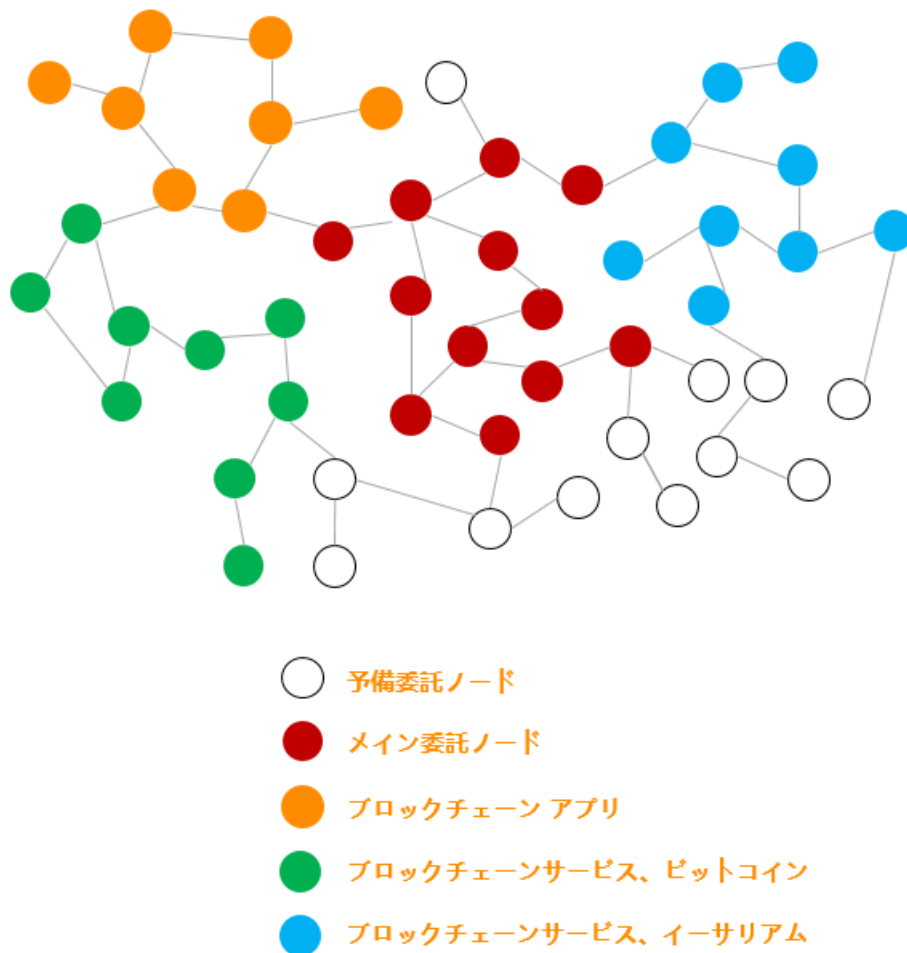 予備委託ノード
メイン委託ノード
ブロックチェーン アプリ
ブロックチェーンサービス、ビットコイン
ブロックチェーンサービス、イーサリアム